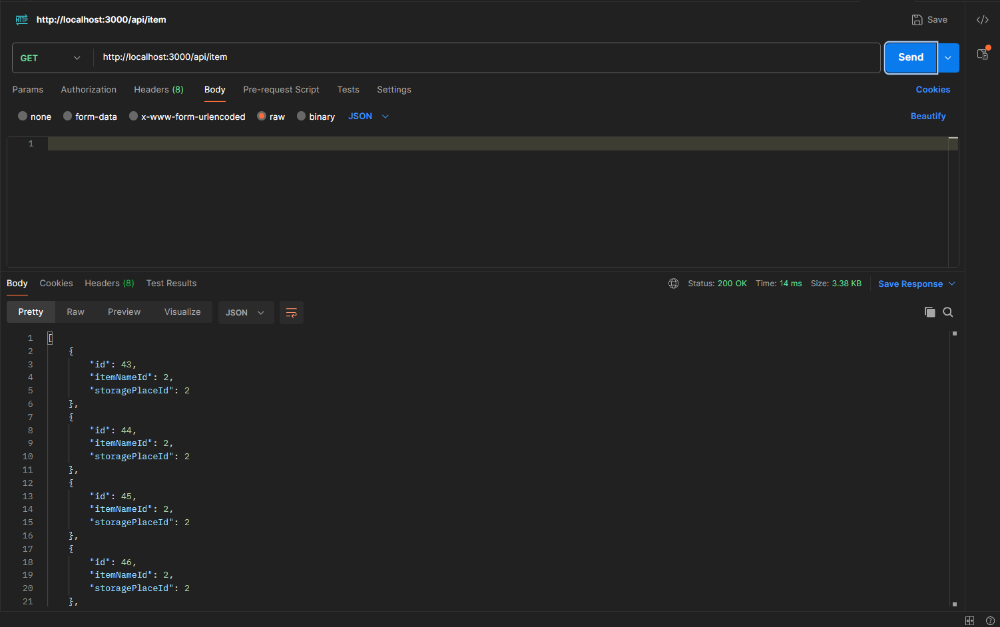 HTTP http://localhost:3000/api/item Save
GET http://localhost:3000/api/item Send
Params Authorization Headers (8) Body Pre-request Script Tests Settings Cookies
none form-data x-www-form-urlencoded raw binary JSON Beautify
1
Body Cookies Headers (8) Test Results Status: 200 OK Time: 14 ms Size: 3.38 KB Save Response
Pretty Raw Preview Visualize JSON
1 [
2 {
3 "id": 43,
4 "itemNameId": 2,
5 "storagePlaceId": 2
6 },
7 {
8 "id": 44,
9 "itemNameId": 2,
10 "storagePlaceId": 2
11 },
12 {
13 "id": 45,
14 "itemNameId": 2,
15 "storagePlaceId": 2
16 },
17 {
18 "id": 46,
19 "itemNameId": 2,
20 "storagePlaceId": 2
21 },